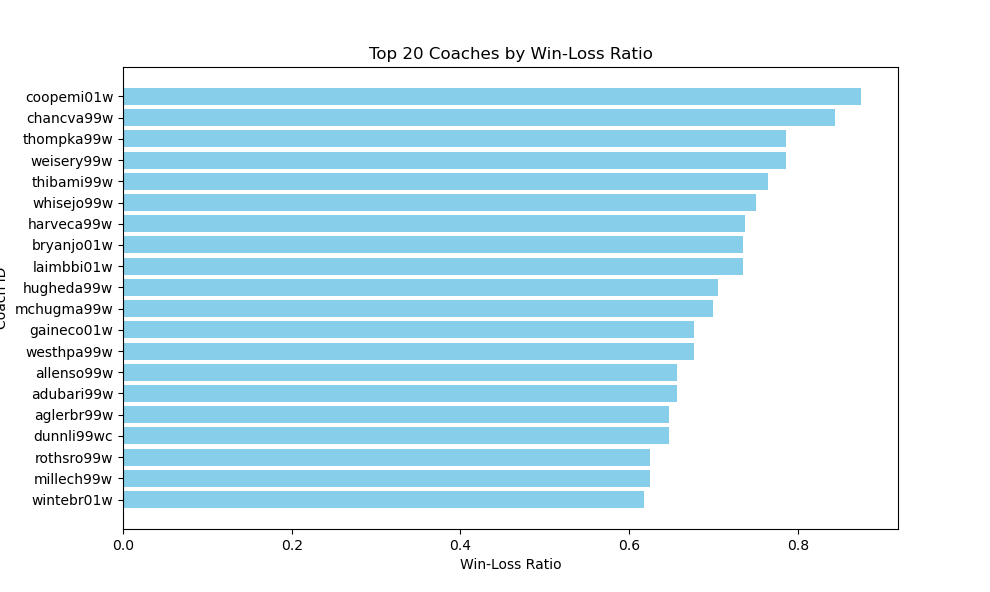 Top 20 Coaches by Win-Loss Ratio
coopemi01w
chancva99w
thompka99w
weisery99w
thibami99w
whisejo99w
harveca99w
bryanjo01w
laimbbi01w
hugheda99w
mchugma99w
gaineco01w
westhpa99w
allenso99w
adubari99w
aglerbr99w
dunnli99wc
rothsro99w
millech99w
wintebr01w
Coach ID
0.0 0.2 0.4 0.6 0.8
Win-Loss Ratio